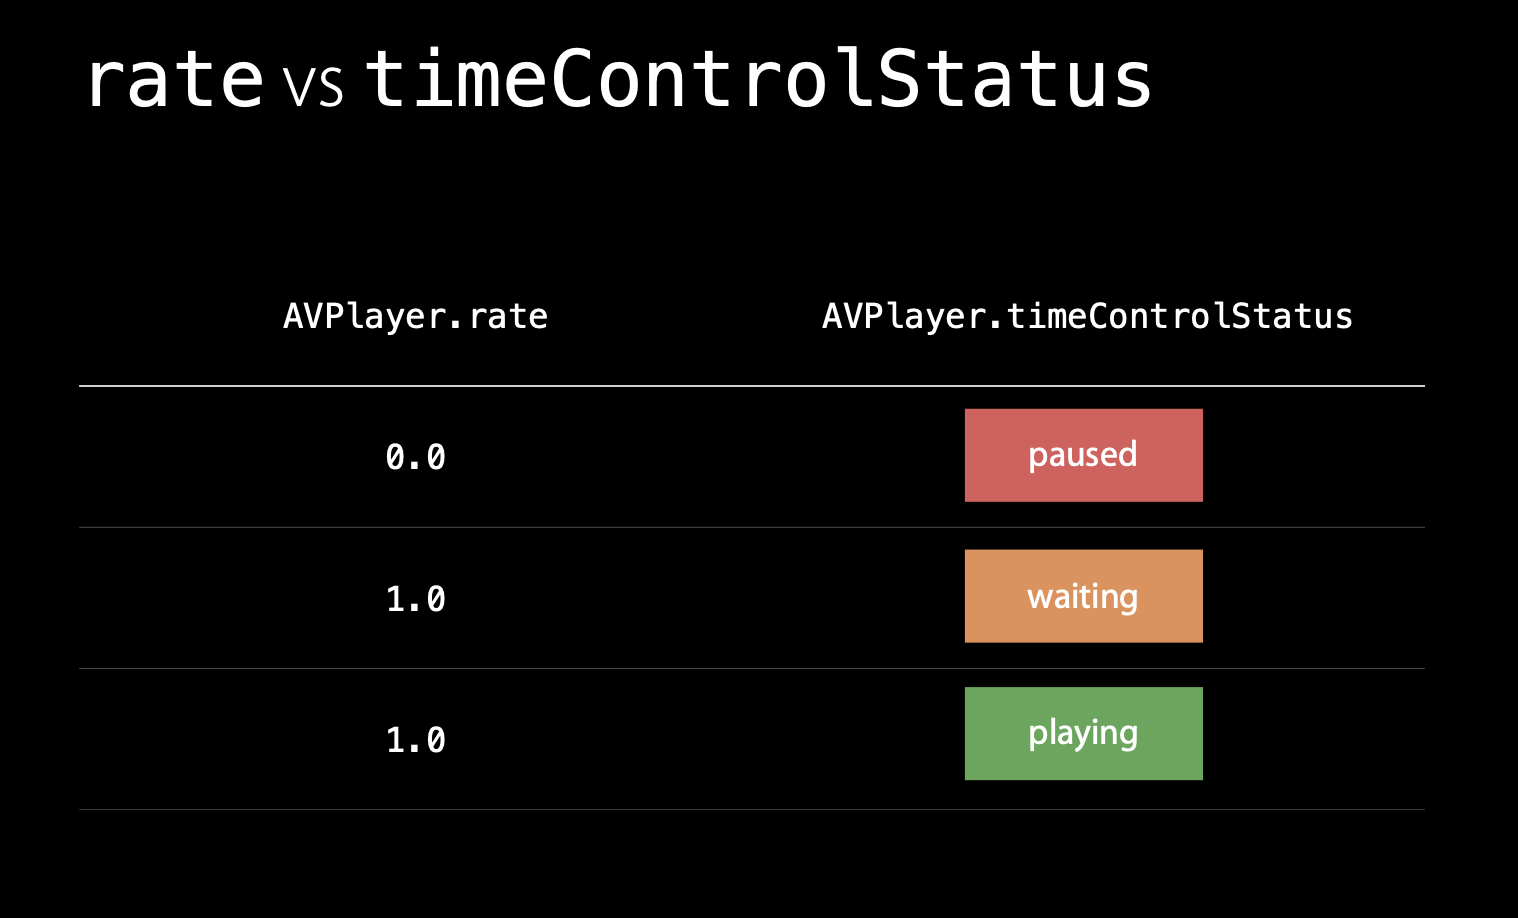 rate vs timeControlStatus
AVPlayer.rate AVPlayer.timeControlStatus
0.0 paused
1.0 waiting
1.0 playing